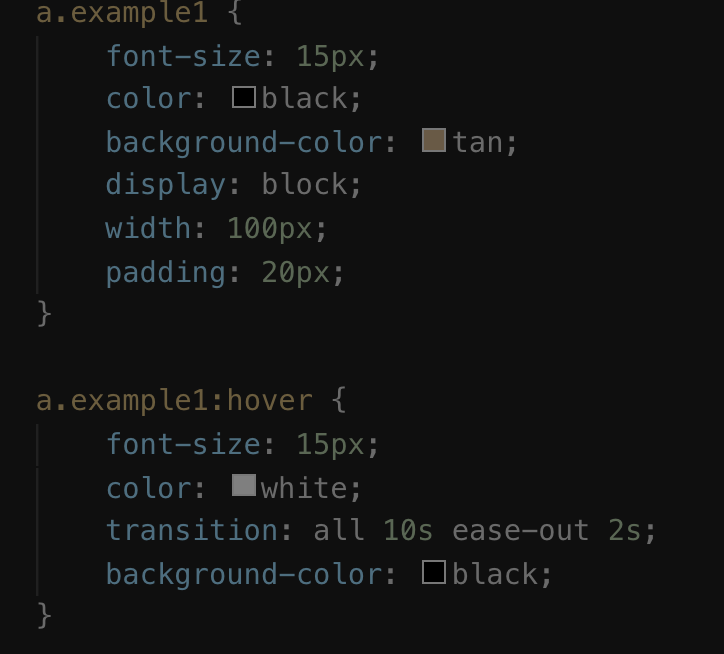 a.example1 {
font-size: 15px;
color: black;
background-color: tan;
display: block;
width: 100px;
padding: 20px;
}
a.example1:hover {
font-size: 15px;
color: white;
transition: all 10s ease-out 2s;
background-color: black;
}